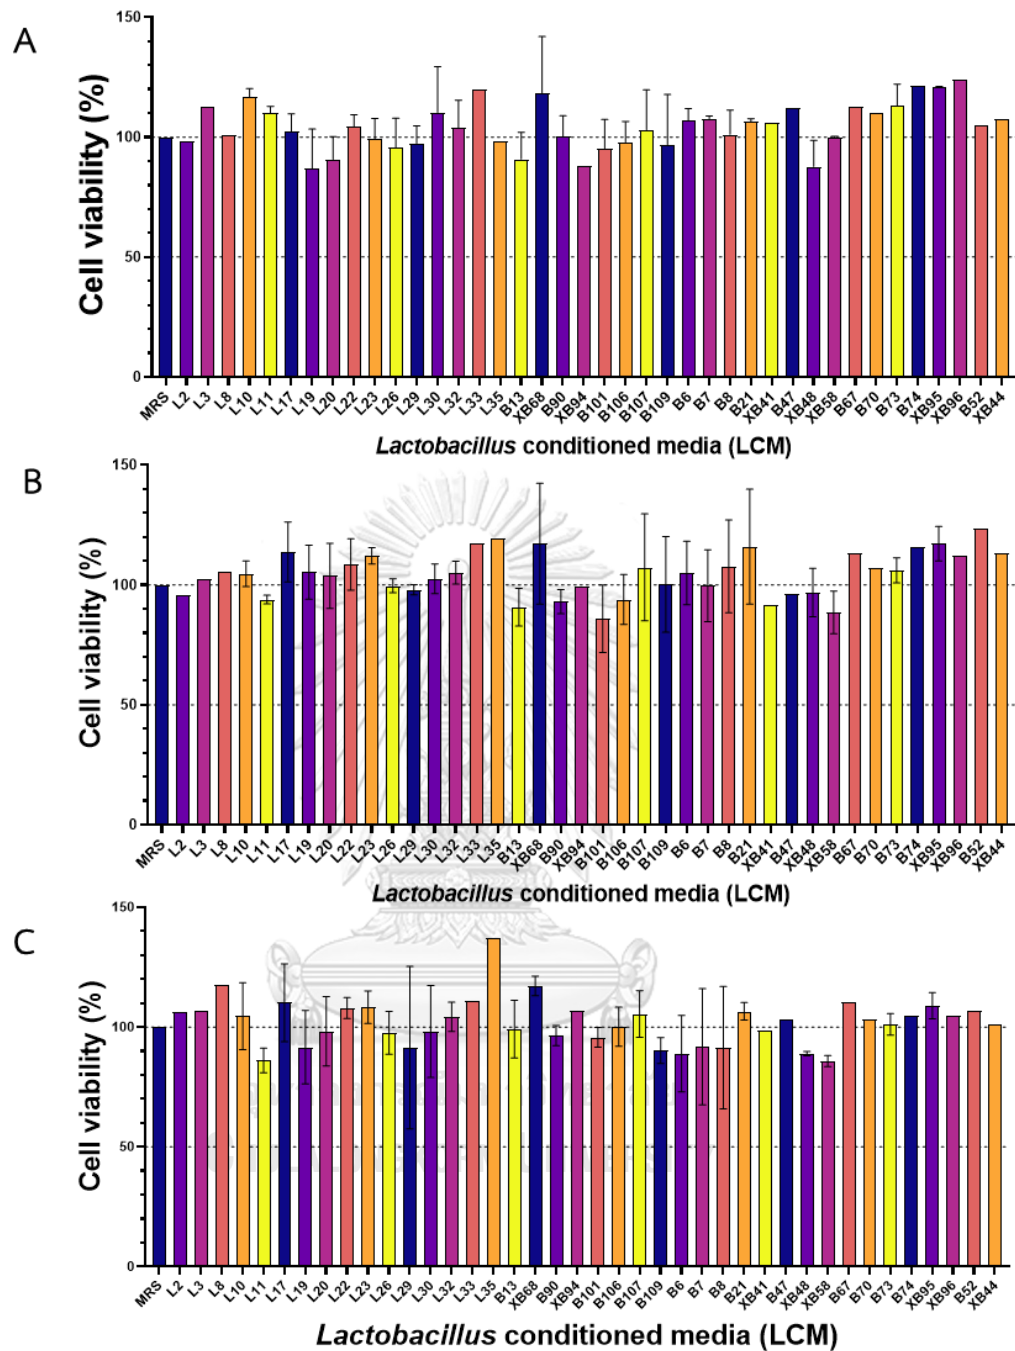 A
Cell viability (%)
150
100
50
0
MRS L2 L3 L8 L10 L11 L17 L19 L20 L22 L23 L26 L29 L30 L32 L33 L35 B13 XB68 B90 XB94 B101 B106 B107 B109 B6 B7 B8 B21 XB41 B47 XB48 XB58 B67 B70 B73 B74 XB95 XB96 B52 XB44
Lactobacillus conditioned media (LCM)
B
Cell viability (%)
150
100
50
0
MRS L2 L3 L8 L10 L11 L17 L19 L20 L22 L23 L26 L29 L30 L32 L33 L35 B13 XB68 B90 XB94 B101 B106 B107 B109 B6 B7 B8 B21 XB41 B47 XB48 XB58 B67 B70 B73 B74 XB95 XB96 B52 XB44
Lactobacillus conditioned media (LCM)
C
Cell viability (%)
150
100
50
0
MRS L2 L3 L8 L10 L11 L17 L19 L20 L22 L23 L26 L29 L30 L32 L33 L35 B13 XB68 B90 XB94 B101 B106 B107 B109 B6 B7 B8 B21 XB41 B47 XB48 XB58 B67 B70 B73 B74 XB95 XB96 B52 XB44
Lactobacillus conditioned media (LCM)